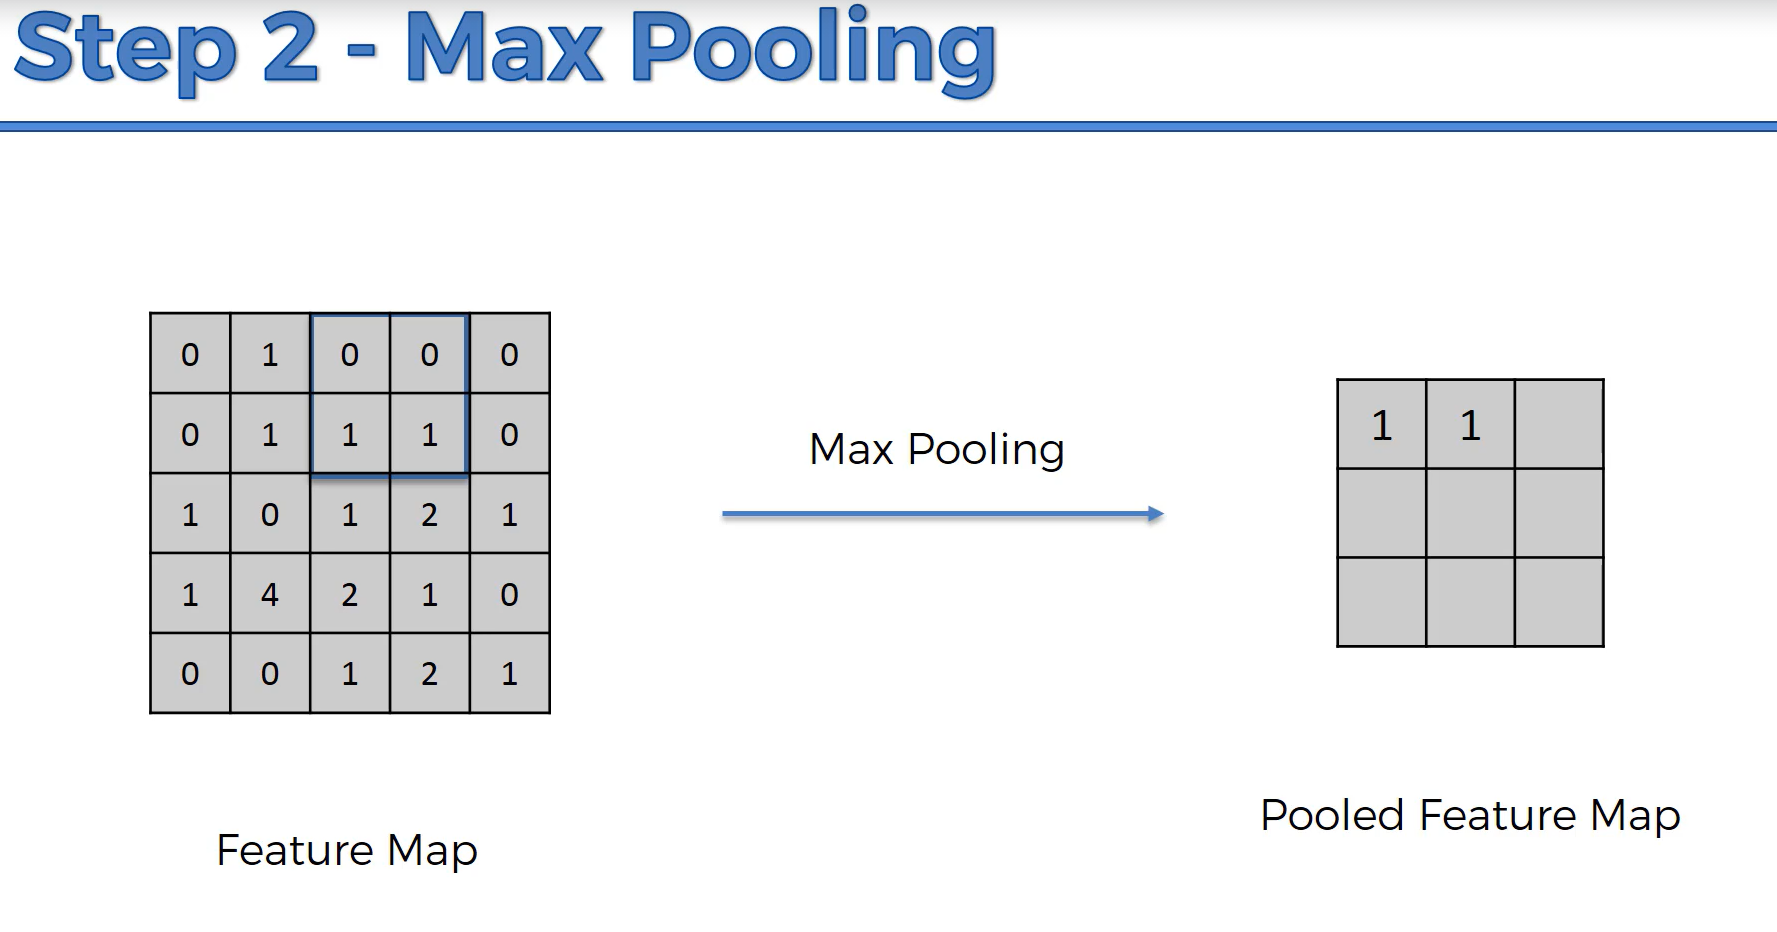 Step 2 - Max Pooling
0 1 0 0 0
0 1 1 1 0
1 0 1 2 1
1 4 2 1 0
0 0 1 2 1
Max Pooling
1 1
Feature Map
Pooled Feature Map